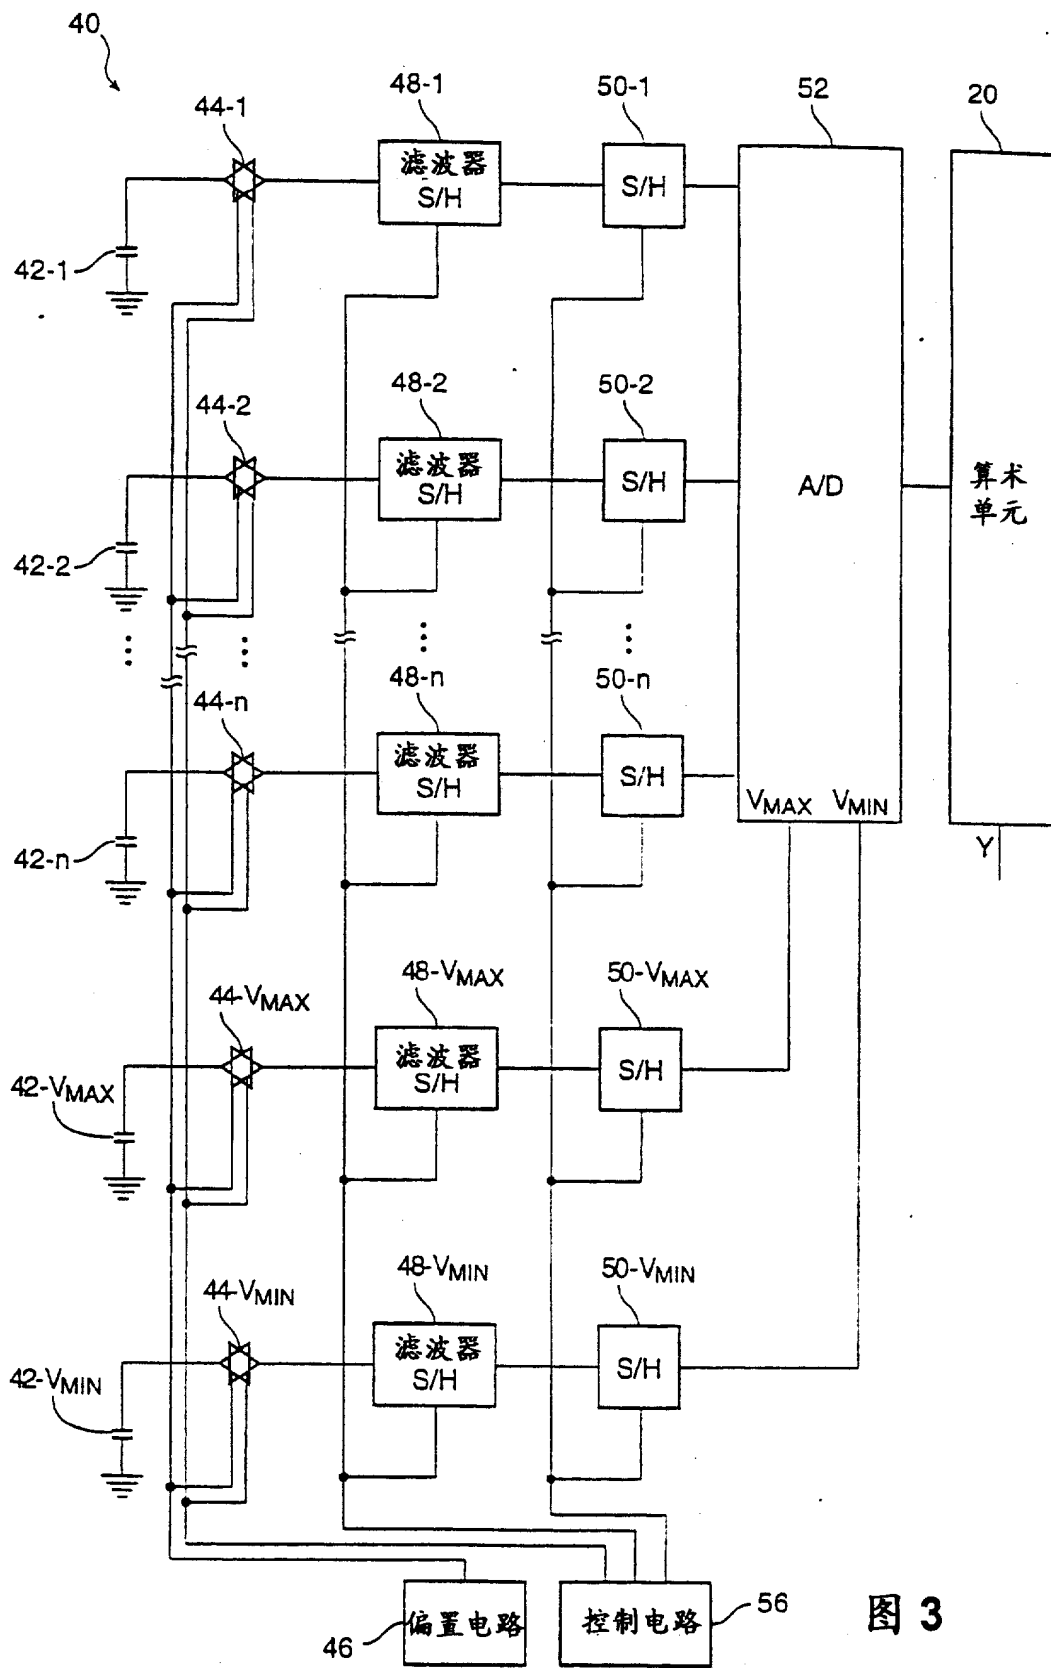 40
44-1
48-1
50-1
52
20
滤波器
S/H
S/H
42-1
44-2
48-2
50-2
滤波器
S/H
S/H
A/D
算术
单元
42-2
44-n
48-n
50-n
滤波器
S/H
S/H
VMAX VMIN
Y
42-n
44-VMAX
48-VMAX
50-VMAX
滤波器
S/H
S/H
42-VMAX
44-VMIN
48-VMIN
50-VMIN
滤波器
S/H
S/H
42-VMIN
46
偏置电路
控制电路
56
图 3